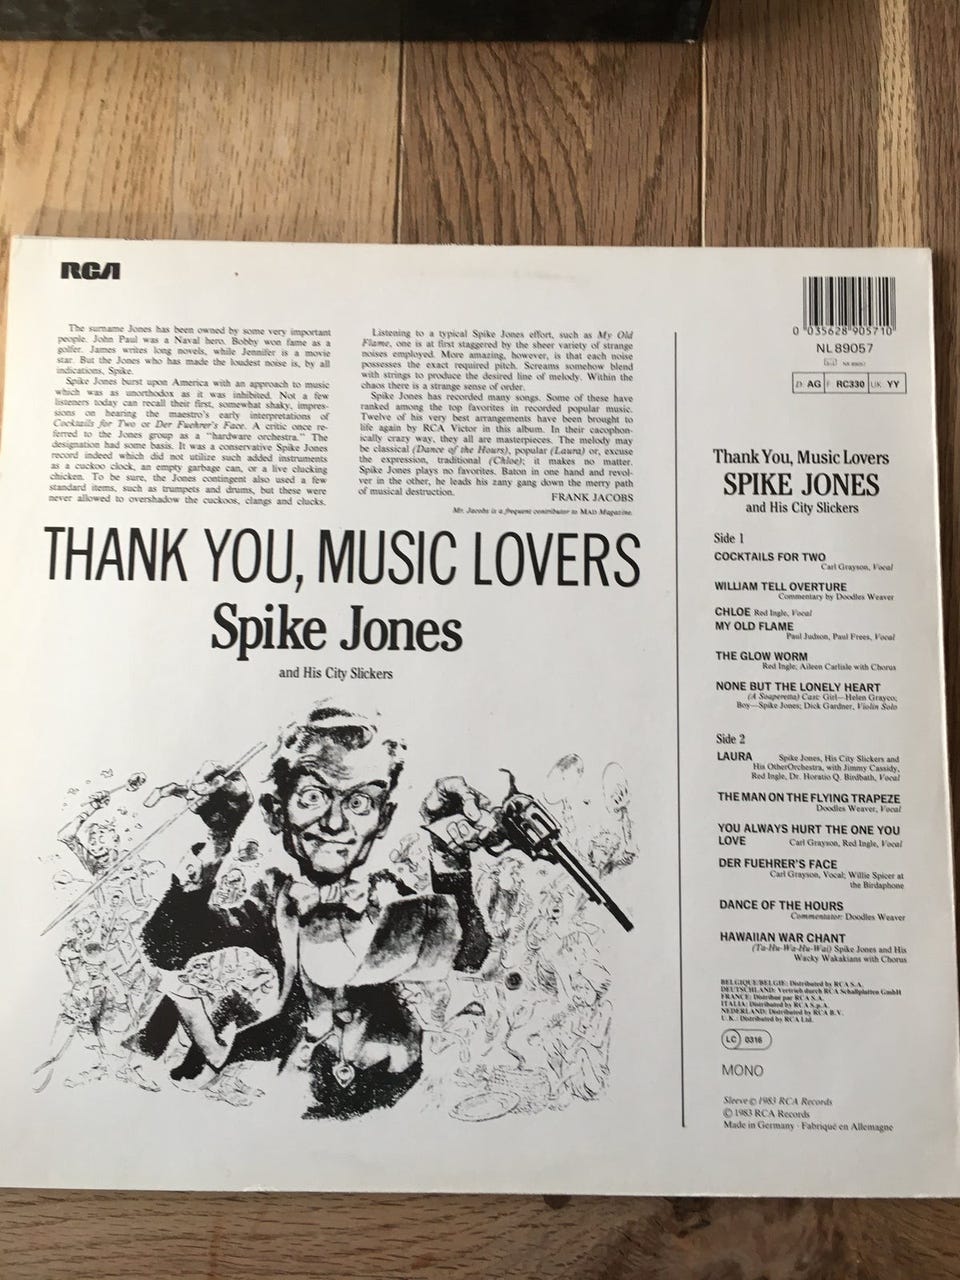 RCA
The surname Jones has been owned by some very important
people. John Paul was a Naval hero. Bobby won fame as a
golfer. James writes long novels, while Jennifer is a movie
star. But the Jones who has made the loudest noise is, by all
indications, Spike.
Spike Jones burst upon America with an approach to music
which was as unorthodox as it was inhibited. Not a few
listeners today can recall their first, somewhat shaky, impres-
sions on hearing the maestro's early interpretations of
Cocktails for Two or Der Fuehrer's Face. A critic once re-
ferred to the Jones group as a "hardware orchestra." The
designation had some basis. It was a conservative Spike Jones
record indeed which did not utilize such added instruments
as a cuckoo clock, an empty garbage can, or a live clucking
chicken. To be sure, the Jones contingent also used a few
standard items, such as trumpets and drums, but these were
never allowed to overshadow the cuckoos, clangs and clucks.
Listening to a typical Spike Jones effort, such as My Old
Flame, one is at first staggered by the sheer variety of strange
noises employed. More amazing, however, is that each noise
possesses the exact required pitch. Screams somehow blend
with strings to produce the desired line of melody. Within the
chaos there is a strange sense of order.
Spike Jones has recorded many songs. Some of these have
ranked among the top favorites in recorded popular music.
Twelve of his very best arrangements have been brought to
life again by RCA Victor in this album. In their cacophon-
ically crazy way, they all are masterpieces. The melody may
be classical (Dance of the Hours), popular (Laura) or, excuse
the expression, traditional (Chloe); it makes no matter.
Spike Jones plays no favorites. Baton in one hand and revol-
ver in the other, he leads his zany gang down the merry path
of musical destruction.
FRANK JACOBS
Mr. Jacobs is a frequent contributor to MAD Magazine.
THANK YOU, MUSIC LOVERS
Spike Jones
and His City Slickers
0 035628 905710
NL 89057
NK 89057
D: AG F: RC330 UK: YY
Thank You, Music Lovers
SPIKE JONES
and His City Slickers
Side 1
COCKTAILS FOR TWO
Carl Grayson, Vocal
WILLIAM TELL OVERTURE
Commentary by Doodles Weaver
CHLOE Red Ingle, Vocal
MY OLD FLAME
Paul Judson, Paul Frees, Vocal
THE GLOW WORM
Red Ingle; Aileen Carlisle with Chorus
NONE BUT THE LONELY HEART
(A Soaperetta) Cast: Girl—Helen Grayco;
Boy—Spike Jones; Dick Gardner, Violin Solo
Side 2
LAURA Spike Jones, His City Slickers and
His OtherOrchestra, with Jimmy Cassidy,
Red Ingle, Dr. Horatio Q. Birdbath, Vocal
THE MAN ON THE FLYING TRAPEZE
Doodles Weaver, Vocal
YOU ALWAYS HURT THE ONE YOU
LOVE Carl Grayson, Red Ingle, Vocal
DER FUEHRER'S FACE
Carl Grayson, Vocal; Willie Spicer at
the Birdaphone
DANCE OF THE HOURS
Commentator: Doodles Weaver
HAWAIIAN WAR CHANT
(Ta-Hu-Wa-Hu-Wai) Spike Jones and His
Wacky Wakakians with Chorus
BELGIQUE/BELGIE: Distributed by RCA S.A.
DEUTSCHLAND: Vertrieb durch RCA Schallplatten GmbH
FRANCE: Distribué par RCA S.A.
ITALIA: Distributed by RCA S.p.A.
NEDERLAND: Distributed by RCA B.V.
U.K.: Distributed by RCA Ltd.
LC 0316
MONO
Sleeve © 1983 RCA Records
© 1983 RCA Records
Made in Germany · Fabriqué en Allemagne